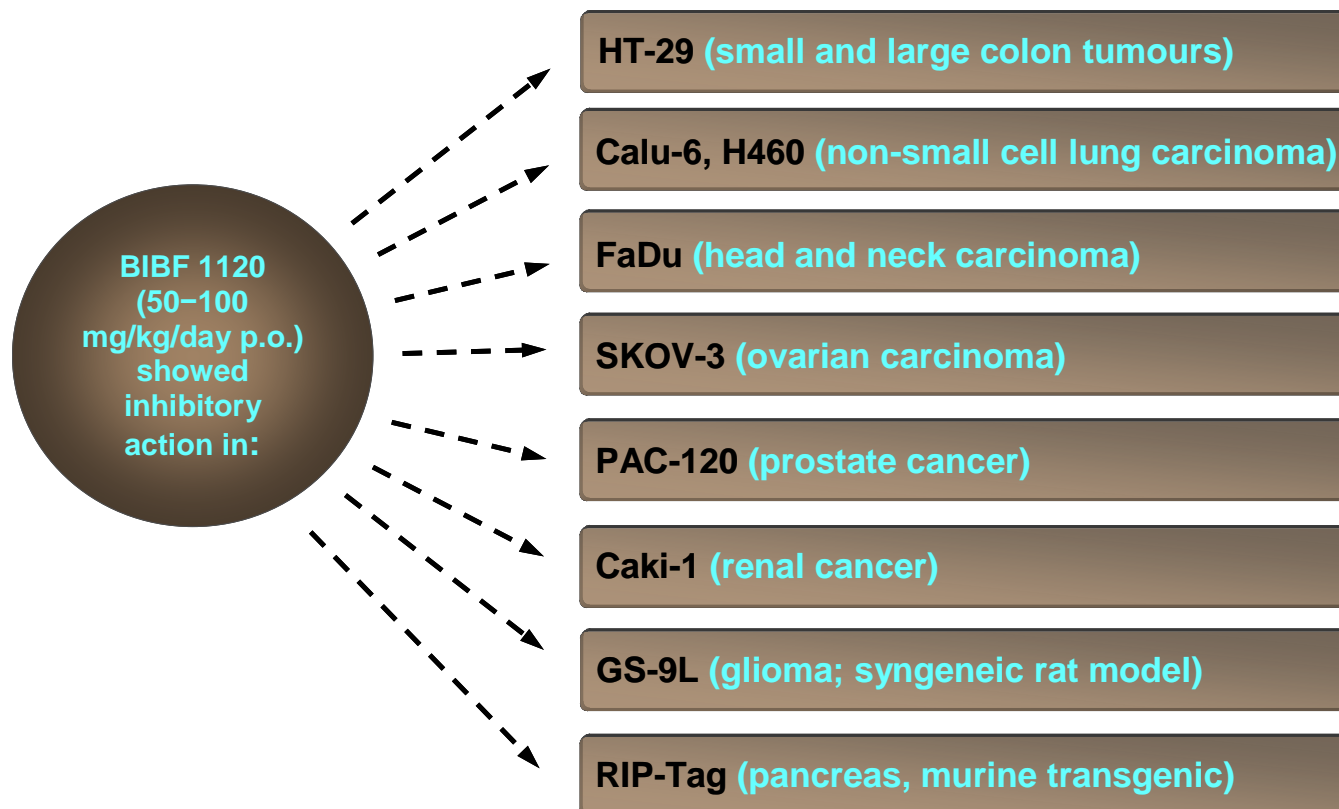 BIBF 1120
(50−100
mg/kg/day p.o.)
showed
inhibitory
action in:
HT-29 (small and large colon tumours)
Calu-6, H460 (non-small cell lung carcinoma)
FaDu (head and neck carcinoma)
SKOV-3 (ovarian carcinoma)
PAC-120 (prostate cancer)
Caki-1 (renal cancer)
GS-9L (glioma; syngeneic rat model)
RIP-Tag (pancreas, murine transgenic)